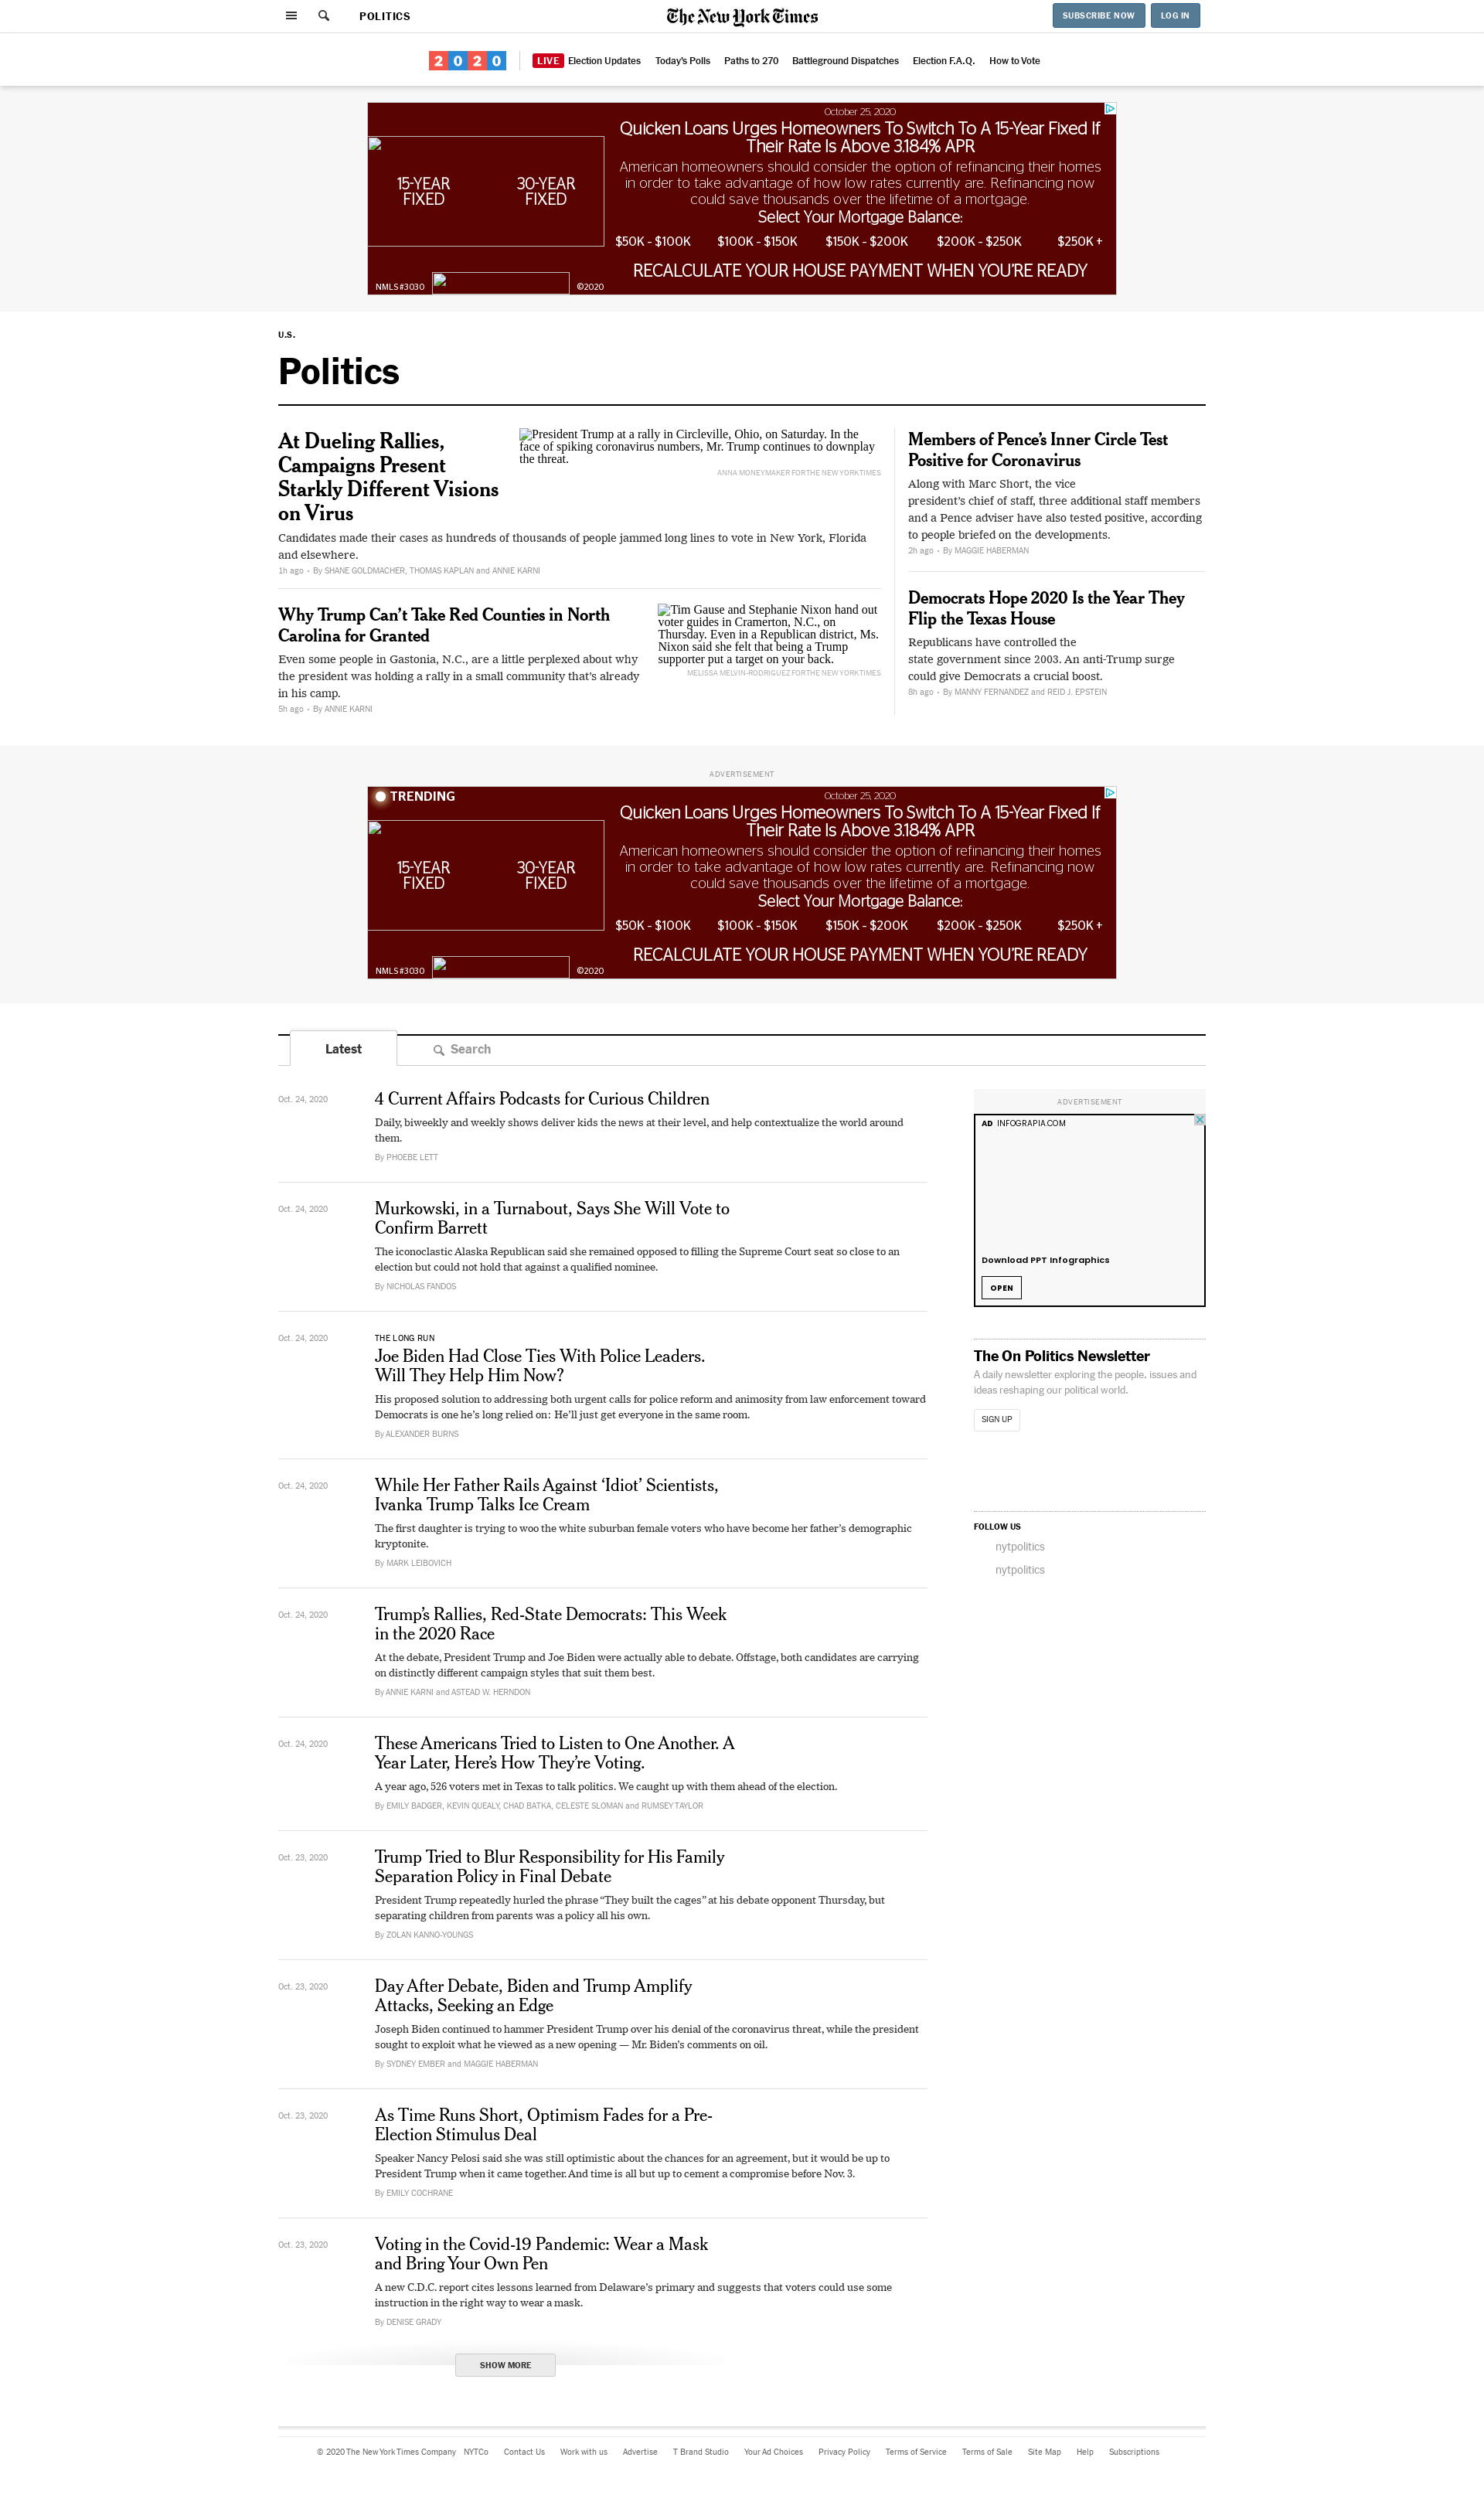 POLITICS
The New York Times
SUBSCRIBE NOW
LOG IN
2020
LIVE Election Updates
Today's Polls
Paths to 270
Battleground Dispatches
Election F.A.Q.
How to Vote
October 25, 2020
Quicken Loans Urges Homeowners To Switch To A 15-Year Fixed If
Their Rate Is Above 3.184% APR
American homeowners should consider the option of refinancing their homes
in order to take advantage of how low rates currently are. Refinancing now
could save thousands over the lifetime of a mortgage.
Select Your Mortgage Balance:
15-YEAR
FIXED
30-YEAR
FIXED
$50K - $100K
$100K - $150K
$150K - $200K
$200K - $250K
$250K +
RECALCULATE YOUR HOUSE PAYMENT WHEN YOU'RE READY
NMLS#3030
©2020
U.S.
Politics
At Dueling Rallies,
Campaigns Present
Starkly Different Visions
on Virus
President Trump at a rally in Circleville, Ohio, on Saturday. In the
face of spiking coronavirus numbers, Mr. Trump continues to downplay
the threat.
ANNA MONEYMAKER FOR THE NEW YORK TIMES
Candidates made their cases as hundreds of thousands of people jammed long lines to vote in New York, Florida
and elsewhere.
1h ago • By SHANE GOLDMACHER, THOMAS KAPLAN and ANNIE KARNI
Why Trump Can’t Take Red Counties in North
Carolina for Granted
Even some people in Gastonia, N.C., are a little perplexed about why
the president was holding a rally in a small community that’s already
in his camp.
5h ago • By ANNIE KARNI
Tim Gause and Stephanie Nixon hand out
voter guides in Cramerton, N.C., on
Thursday. Even in a Republican district, Ms.
Nixon said she felt that being a Trump
supporter put a target on your back.
MELISSA MELVIN-RODRIGUEZ FOR THE NEW YORK TIMES
Members of Pence’s Inner Circle Test
Positive for Coronavirus
Along with Marc Short, the vice
president’s chief of staff, three additional staff members
and a Pence adviser have also tested positive, according
to people briefed on the developments.
2h ago • By MAGGIE HABERMAN
Democrats Hope 2020 Is the Year They
Flip the Texas House
Republicans have controlled the
state government since 2003. An anti-Trump surge
could give Democrats a crucial boost.
8h ago • By MANNY FERNANDEZ and REID J. EPSTEIN
ADVERTISEMENT
TRENDING
October 25, 2020
Quicken Loans Urges Homeowners To Switch To A 15-Year Fixed If
Their Rate Is Above 3.184% APR
American homeowners should consider the option of refinancing their homes
in order to take advantage of how low rates currently are. Refinancing now
could save thousands over the lifetime of a mortgage.
Select Your Mortgage Balance:
15-YEAR
FIXED
30-YEAR
FIXED
$50K - $100K
$100K - $150K
$150K - $200K
$200K - $250K
$250K +
RECALCULATE YOUR HOUSE PAYMENT WHEN YOU'RE READY
NMLS#3030
©2020
Latest
Search
Oct. 24, 2020
4 Current Affairs Podcasts for Curious Children
Daily, biweekly and weekly shows deliver kids the news at their level, and help contextualize the world around
them.
By PHOEBE LETT
Oct. 24, 2020
Murkowski, in a Turnabout, Says She Will Vote to
Confirm Barrett
The iconoclastic Alaska Republican said she remained opposed to filling the Supreme Court seat so close to an
election but could not hold that against a qualified nominee.
By NICHOLAS FANDOS
Oct. 24, 2020
THE LONG RUN
Joe Biden Had Close Ties With Police Leaders.
Will They Help Him Now?
His proposed solution to addressing both urgent calls for police reform and animosity from law enforcement toward
Democrats is one he’s long relied on: He’ll just get everyone in the same room.
By ALEXANDER BURNS
Oct. 24, 2020
While Her Father Rails Against ‘Idiot’ Scientists,
Ivanka Trump Talks Ice Cream
The first daughter is trying to woo the white suburban female voters who have become her father’s demographic
kryptonite.
By MARK LEIBOVICH
Oct. 24, 2020
Trump’s Rallies, Red-State Democrats: This Week
in the 2020 Race
At the debate, President Trump and Joe Biden were actually able to debate. Offstage, both candidates are carrying
on distinctly different campaign styles that suit them best.
By ANNIE KARNI and ASTEAD W. HERNDON
Oct. 24, 2020
These Americans Tried to Listen to One Another. A
Year Later, Here’s How They’re Voting.
A year ago, 526 voters met in Texas to talk politics. We caught up with them ahead of the election.
By EMILY BADGER, KEVIN QUEALY, CHAD BATKA, CELESTE SLOMAN and RUMSEY TAYLOR
Oct. 23, 2020
Trump Tried to Blur Responsibility for His Family
Separation Policy in Final Debate
President Trump repeatedly hurled the phrase “They built the cages” at his debate opponent Thursday, but
separating children from parents was a policy all his own.
By ZOLAN KANNO-YOUNGS
Oct. 23, 2020
Day After Debate, Biden and Trump Amplify
Attacks, Seeking an Edge
Joseph Biden continued to hammer President Trump over his denial of the coronavirus threat, while the president
sought to exploit what he viewed as a new opening — Mr. Biden’s comments on oil.
By SYDNEY EMBER and MAGGIE HABERMAN
Oct. 23, 2020
As Time Runs Short, Optimism Fades for a Pre-
Election Stimulus Deal
Speaker Nancy Pelosi said she was still optimistic about the chances for an agreement, but it would be up to
President Trump when it came together. And time is all but up to cement a compromise before Nov. 3.
By EMILY COCHRANE
Oct. 23, 2020
Voting in the Covid-19 Pandemic: Wear a Mask
and Bring Your Own Pen
A new C.D.C. report cites lessons learned from Delaware’s primary and suggests that voters could use some
instruction in the right way to wear a mask.
By DENISE GRADY
SHOW MORE
ADVERTISEMENT
AD INFOGRAPIA.COM
Download PPT Infographics
OPEN
The On Politics Newsletter
A daily newsletter exploring the people, issues and
ideas reshaping our political world.
SIGN UP
FOLLOW US
nytpolitics
nytpolitics
© 2020 The New York Times Company
NYTCo
Contact Us
Work with us
Advertise
T Brand Studio
Your Ad Choices
Privacy Policy
Terms of Service
Terms of Sale
Site Map
Help
Subscriptions